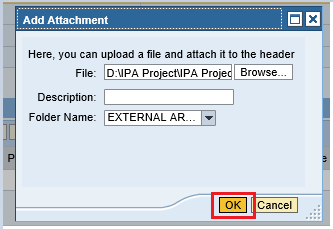 Add Attachment
Here, you can upload a file and attach it to the header
File: D:\IPA Project\IPA Projec Browse...
Description:
Folder Name: EXTERNAL AR...
OK Cancel